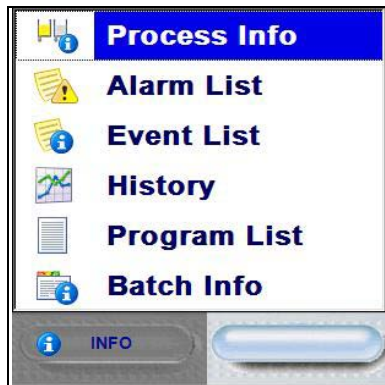 Process Info
Alarm List
Event List
History
Program List
Batch Info
INFO